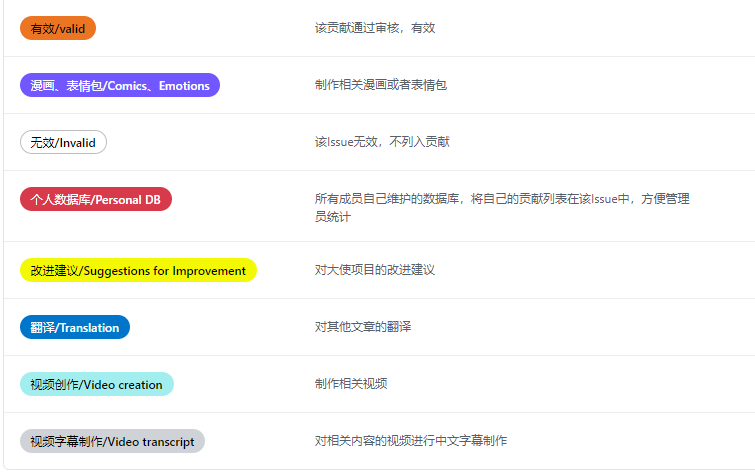 有效/valid
该贡献通过审核，有效
漫画、表情包/Comics、Emotions
制作相关漫画或者表情包
无效/Invalid
该Issue无效，不列入贡献
个人数据库/Personal DB
所有成员自己维护的数据库，将自己的贡献列表在该Issue中，方便管理
员统计
改进建议/Suggestions for Improvement
对大使项目的改进建议
翻译/Translation
对其他文章的翻译
视频创作/Video creation
制作相关视频
视频字幕制作/Video transcript
对相关内容的视频进行中文字幕制作